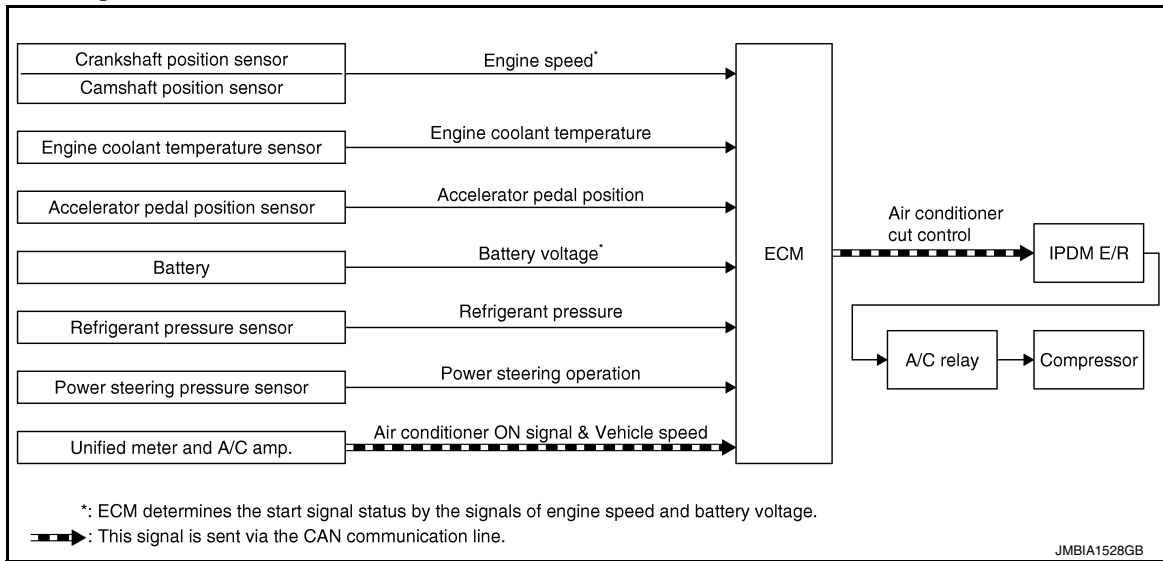 Crankshaft position sensor
Camshaft position sensor
Engine speed*
Engine coolant temperature sensor
Engine coolant temperature
Accelerator pedal position sensor
Accelerator pedal position
Battery
Battery voltage*
Refrigerant pressure sensor
Refrigerant pressure
Power steering pressure sensor
Power steering operation
Unified meter and A/C amp.
Air conditioner ON signal & Vehicle speed
ECM
Air conditioner
cut control
IPDM E/R
A/C relay
Compressor
*: ECM determines the start signal status by the signals of engine speed and battery voltage.
: This signal is sent via the CAN communication line.
JMBIA1528GB